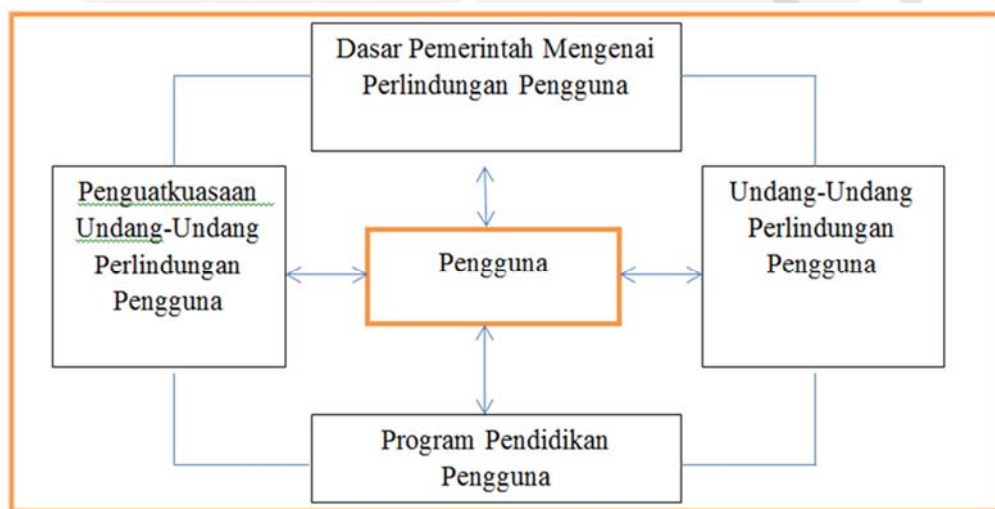 Dasar Pemerintah Mengenai
Perlindungan Pengguna
Penguatkuasaan
Undang-Undang
Perlindungan
Pengguna
Pengguna
Undang-Undang
Perlindungan
Pengguna
Program Pendidikan
Pengguna